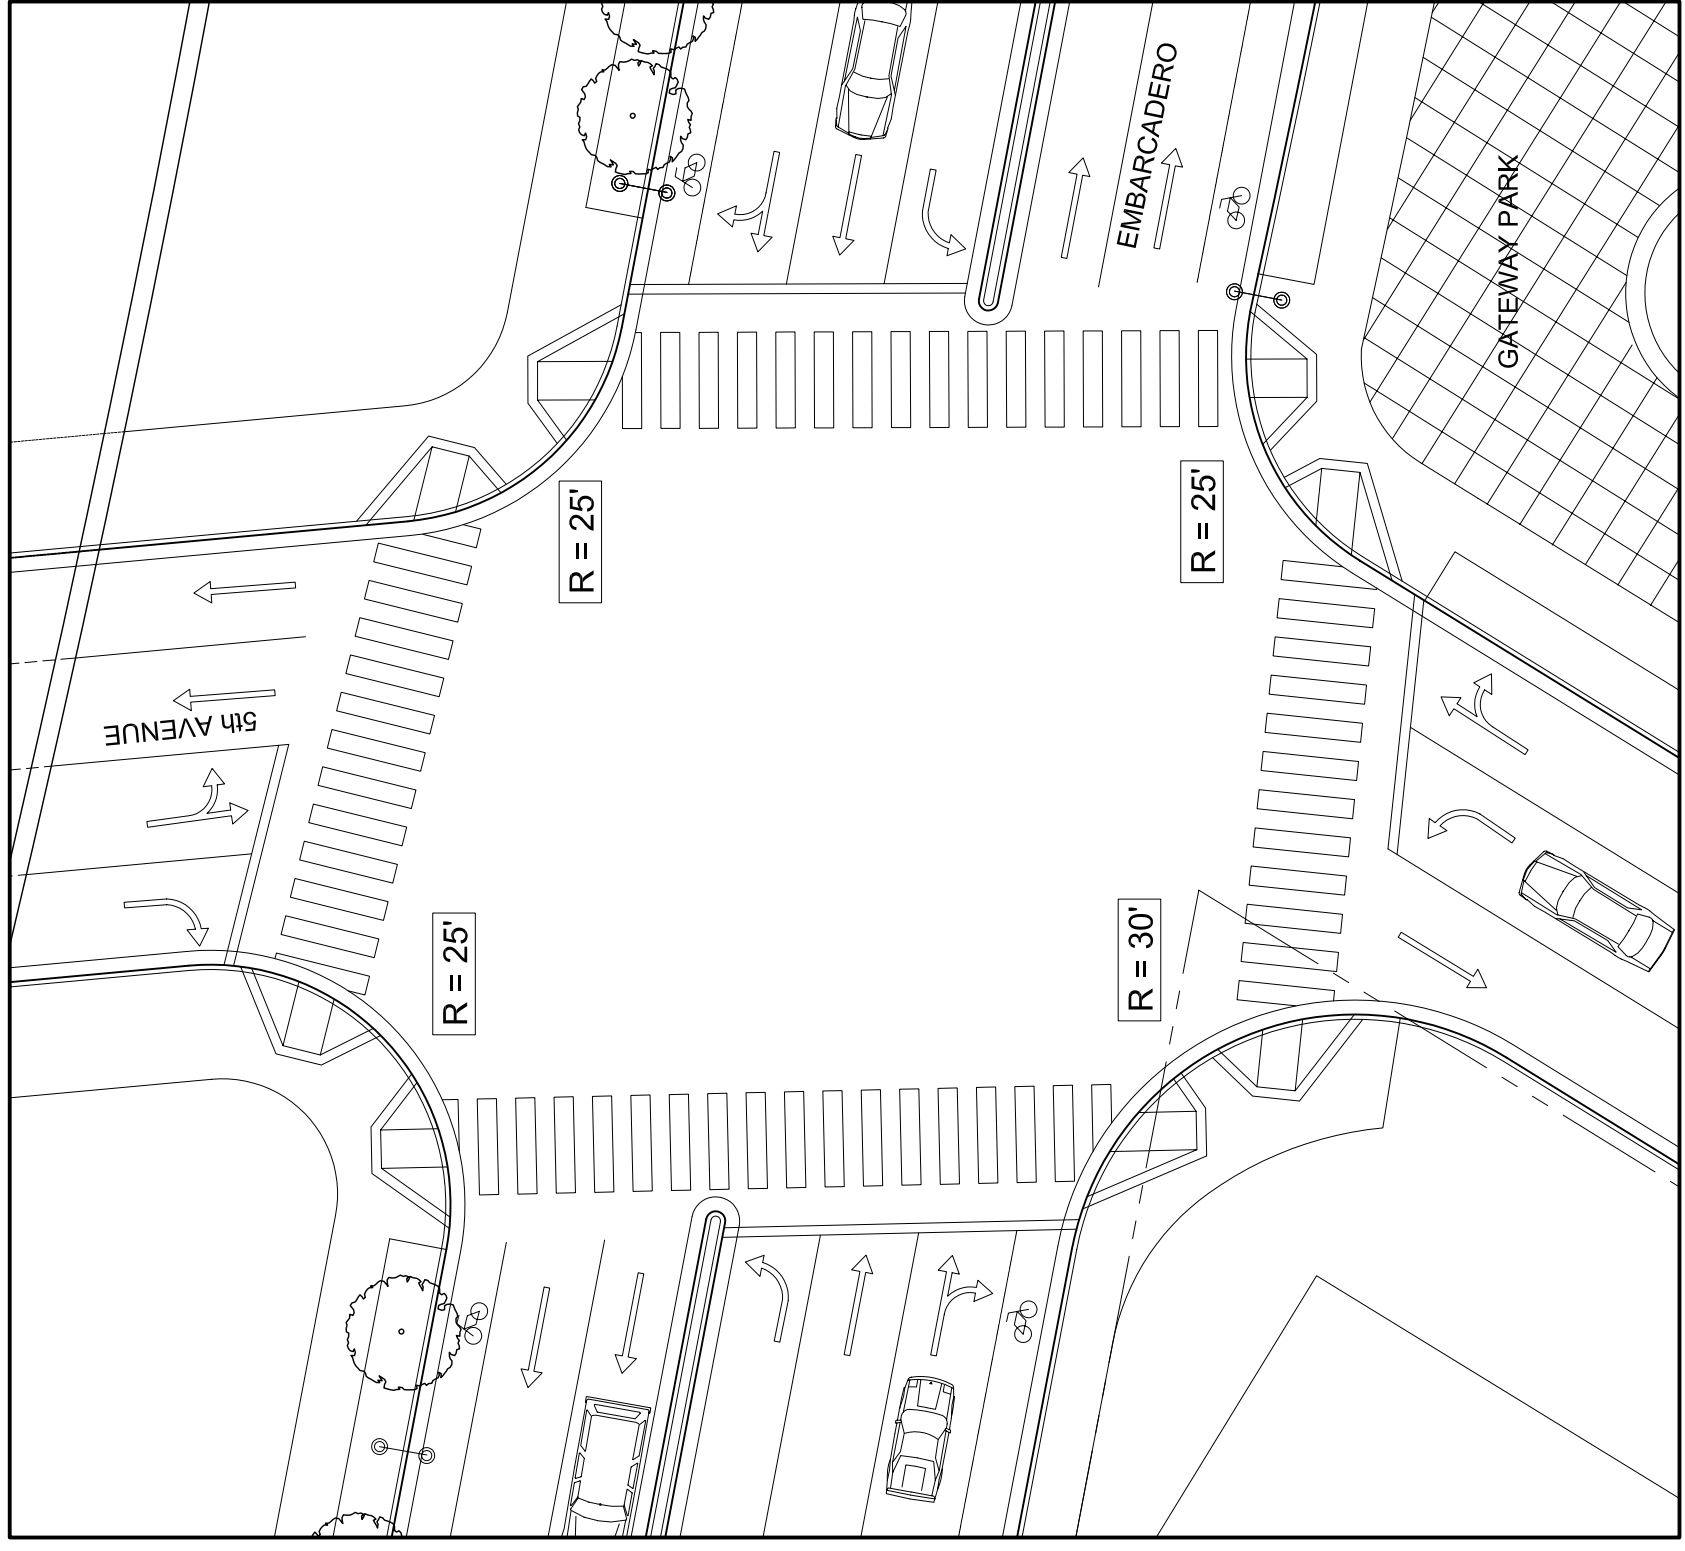 EMBARCADERO
GATEWAY PARK
R = 25'
R = 25'
5th AVENUE
R = 25'
R = 30'